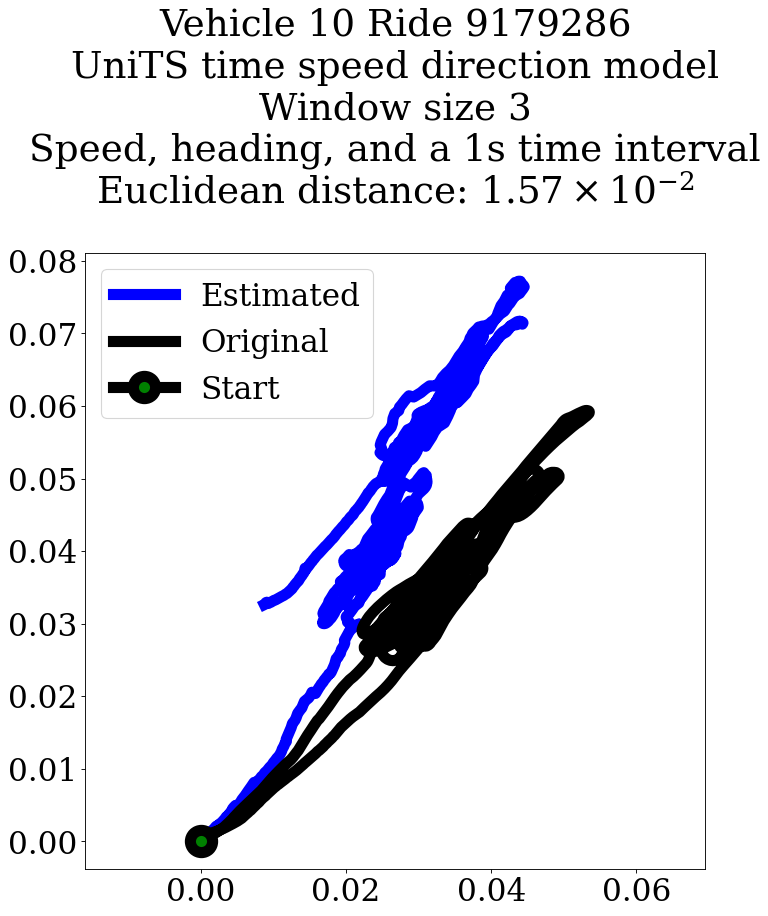 Vehicle 10 Ride 9179286
UniTS time speed direction model
Window size 3
Speed, heading, and a 1s time interval
Euclidean distance: 1.57 × 10⁻²
0.08
0.07
0.06
0.05
0.04
0.03
0.02
0.01
0.00
Estimated
Original
Start
0.00 0.02 0.04 0.06